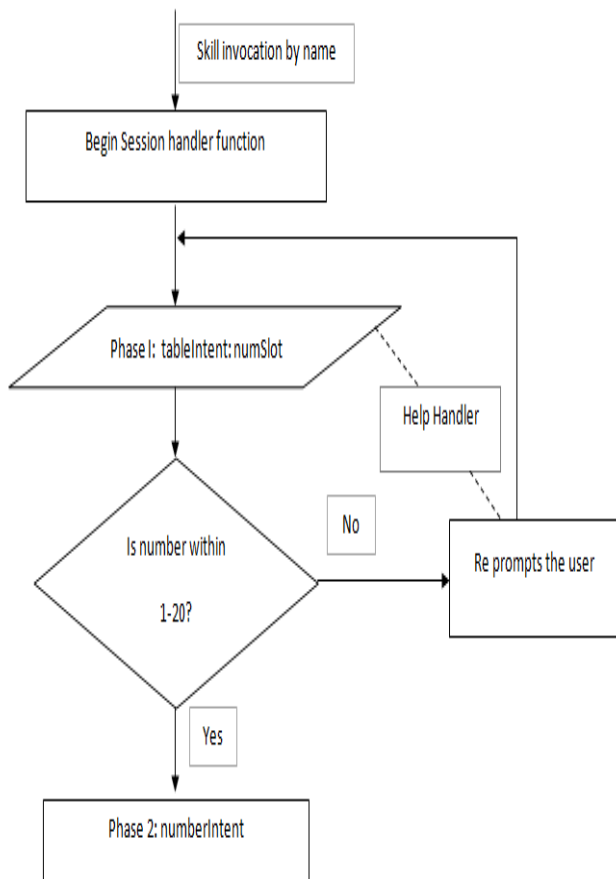 Skill invocation by name
Begin Session handler function
Phase I: tableIntent: numSlot
Help Handler
Is number within
1-20?
No
Re prompts the user
Yes
Phase 2: numberIntent